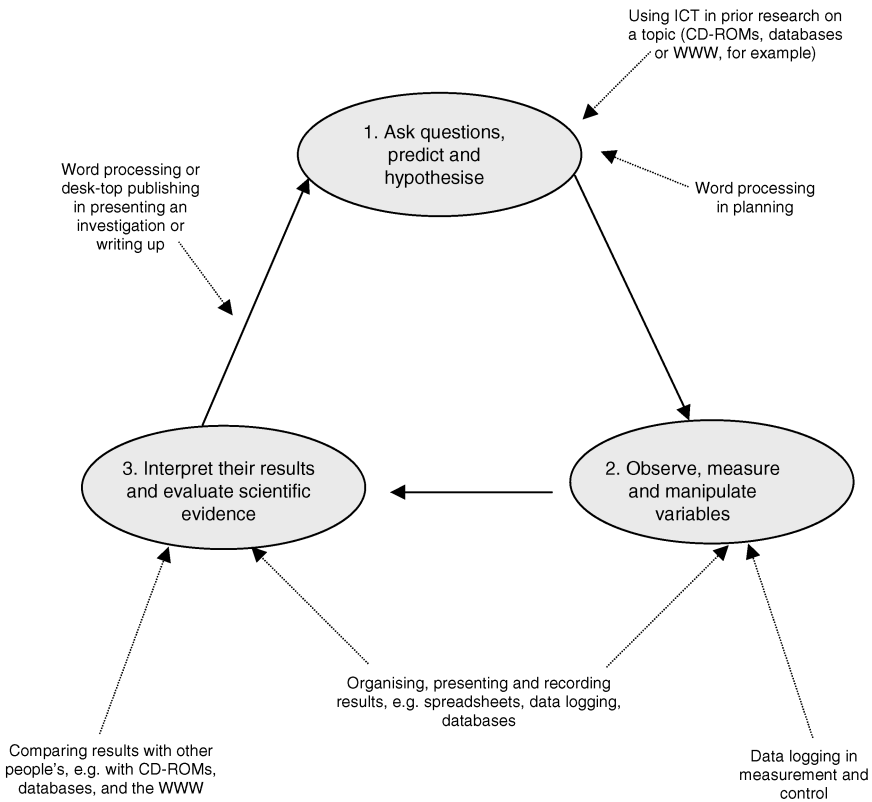 Using ICT in prior research on
a topic (CD-ROMs, databases
or WWW, for example)
1. Ask questions,
predict and
hypothesise
Word processing or
desk-top publishing
in presenting an
investigation or
writing up
Word processing
in planning
3. Interpret their results
and evaluate scientific
evidence
2. Observe, measure
and manipulate
variables
Organising, presenting and recording
results, e.g. spreadsheets, data logging,
databases
Comparing results with other
people's, e.g. with CD-ROMs,
databases, and the WWW
Data logging in
measurement and
control